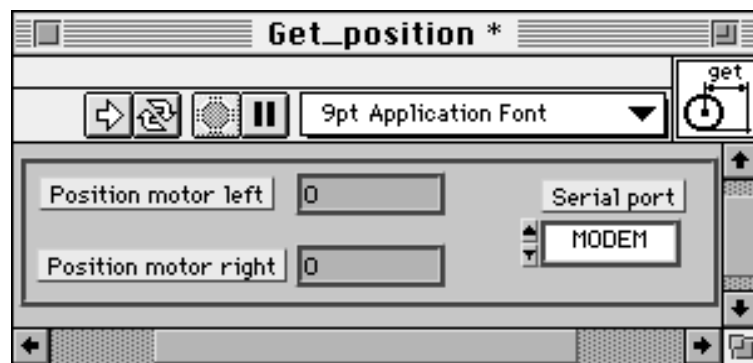 Get_position *
get
9pt Application Font
Position motor left
0
Serial port
MODEM
Position motor right
0